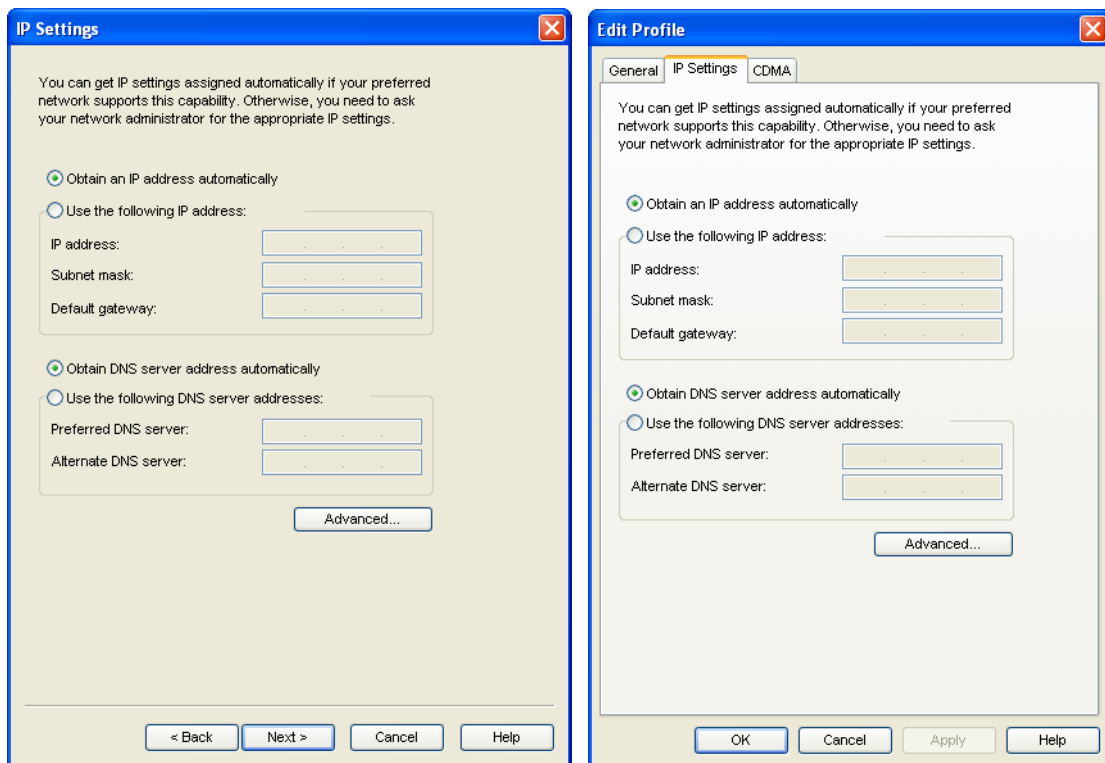 IP Settings
You can get IP settings assigned automatically if your preferred
network supports this capability. Otherwise, you need to ask
your network administrator for the appropriate IP settings.
Obtain an IP address automatically
Use the following IP address:
IP address:
Subnet mask:
Default gateway:
Obtain DNS server address automatically
Use the following DNS server addresses:
Preferred DNS server:
Alternate DNS server:
Advanced...
< Back
Next >
Cancel
Help
Edit Profile
General
IP Settings
CDMA
You can get IP settings assigned automatically if your preferred
network supports this capability. Otherwise, you need to ask
your network administrator for the appropriate IP settings.
Obtain an IP address automatically
Use the following IP address:
IP address:
Subnet mask:
Default gateway:
Obtain DNS server address automatically
Use the following DNS server addresses:
Preferred DNS server:
Alternate DNS server:
Advanced...
OK
Cancel
Apply
Help